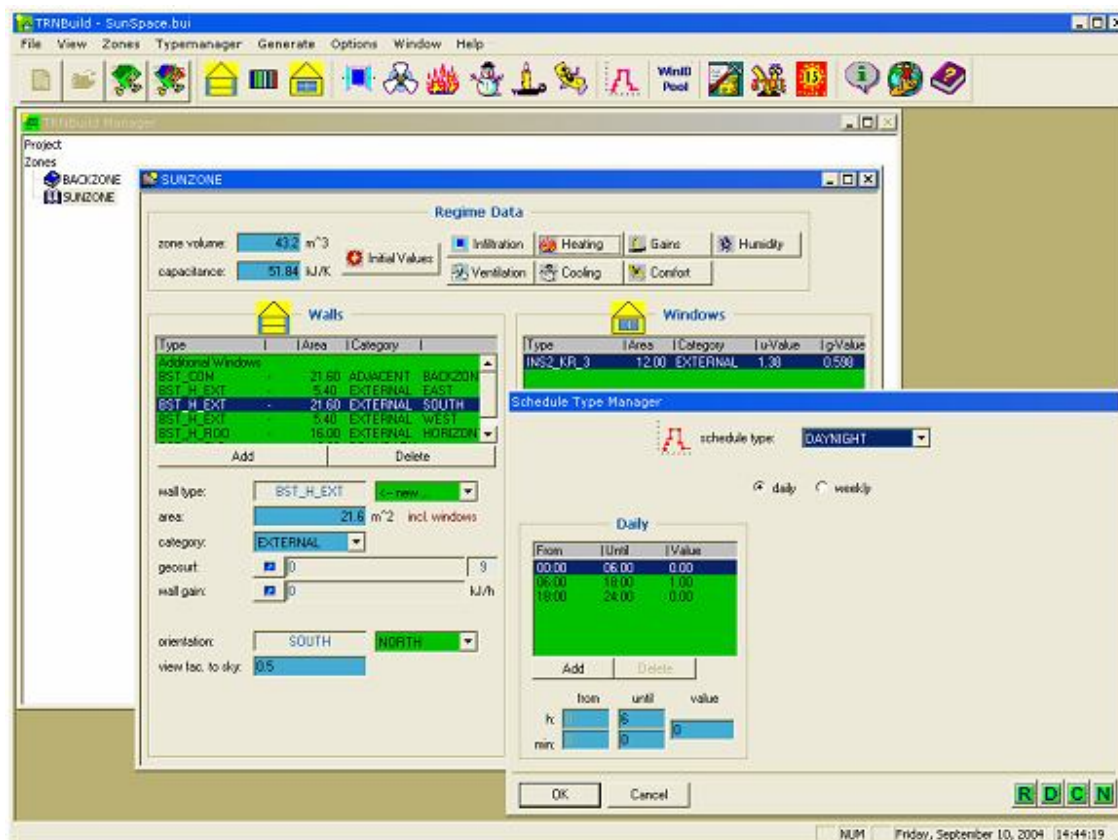 TRNBuild - SunSpace.bui
File View Zones Typemanager Generate Options Window Help
WinID Pool 15
TRNBuild Manager
Project
Zones
BACKZONE
SUNZONE
SUNZONE
Regime Data
zone volume: 43.2 m^3
capacitance: 51.84 kJ/K
Initial Values
Infiltration Heating Gains Humidity
Ventilation Cooling Comfort
Walls
Type Area Category
Additional Windows
BST_CON - 21.60 ADJACENT BACKZON
BST_H_EXT - 5.40 EXTERNAL EAST
BST_H_EXT - 21.60 EXTERNAL SOUTH
BST_H_EXT - 5.40 EXTERNAL WEST
BST_H_ROO - 16.00 EXTERNAL HORIZON
Add Delete
wall type: BST_H_EXT <-- new ...
area: 21.6 m^2 incl. windows
category: EXTERNAL
geosurf: 0 9
wall gain: 0 kJ/h
orientation: SOUTH NORTH
view fac. to sky: 0.5
Windows
Type Area Category u-Value g-Value
INS2_KR_3 12.00 EXTERNAL 1.38 0.598
Schedule Type Manager
schedule type: DAYNIGHT
daily weekly
Daily
From Until Value
00:00 06:00 0.00
06:00 18:00 1.00
18:00 24:00 0.00
Add Delete
from until value
h: 6 0
min: 0
OK Cancel
R D C N
NUM Friday, September 10, 2004 14:44:19